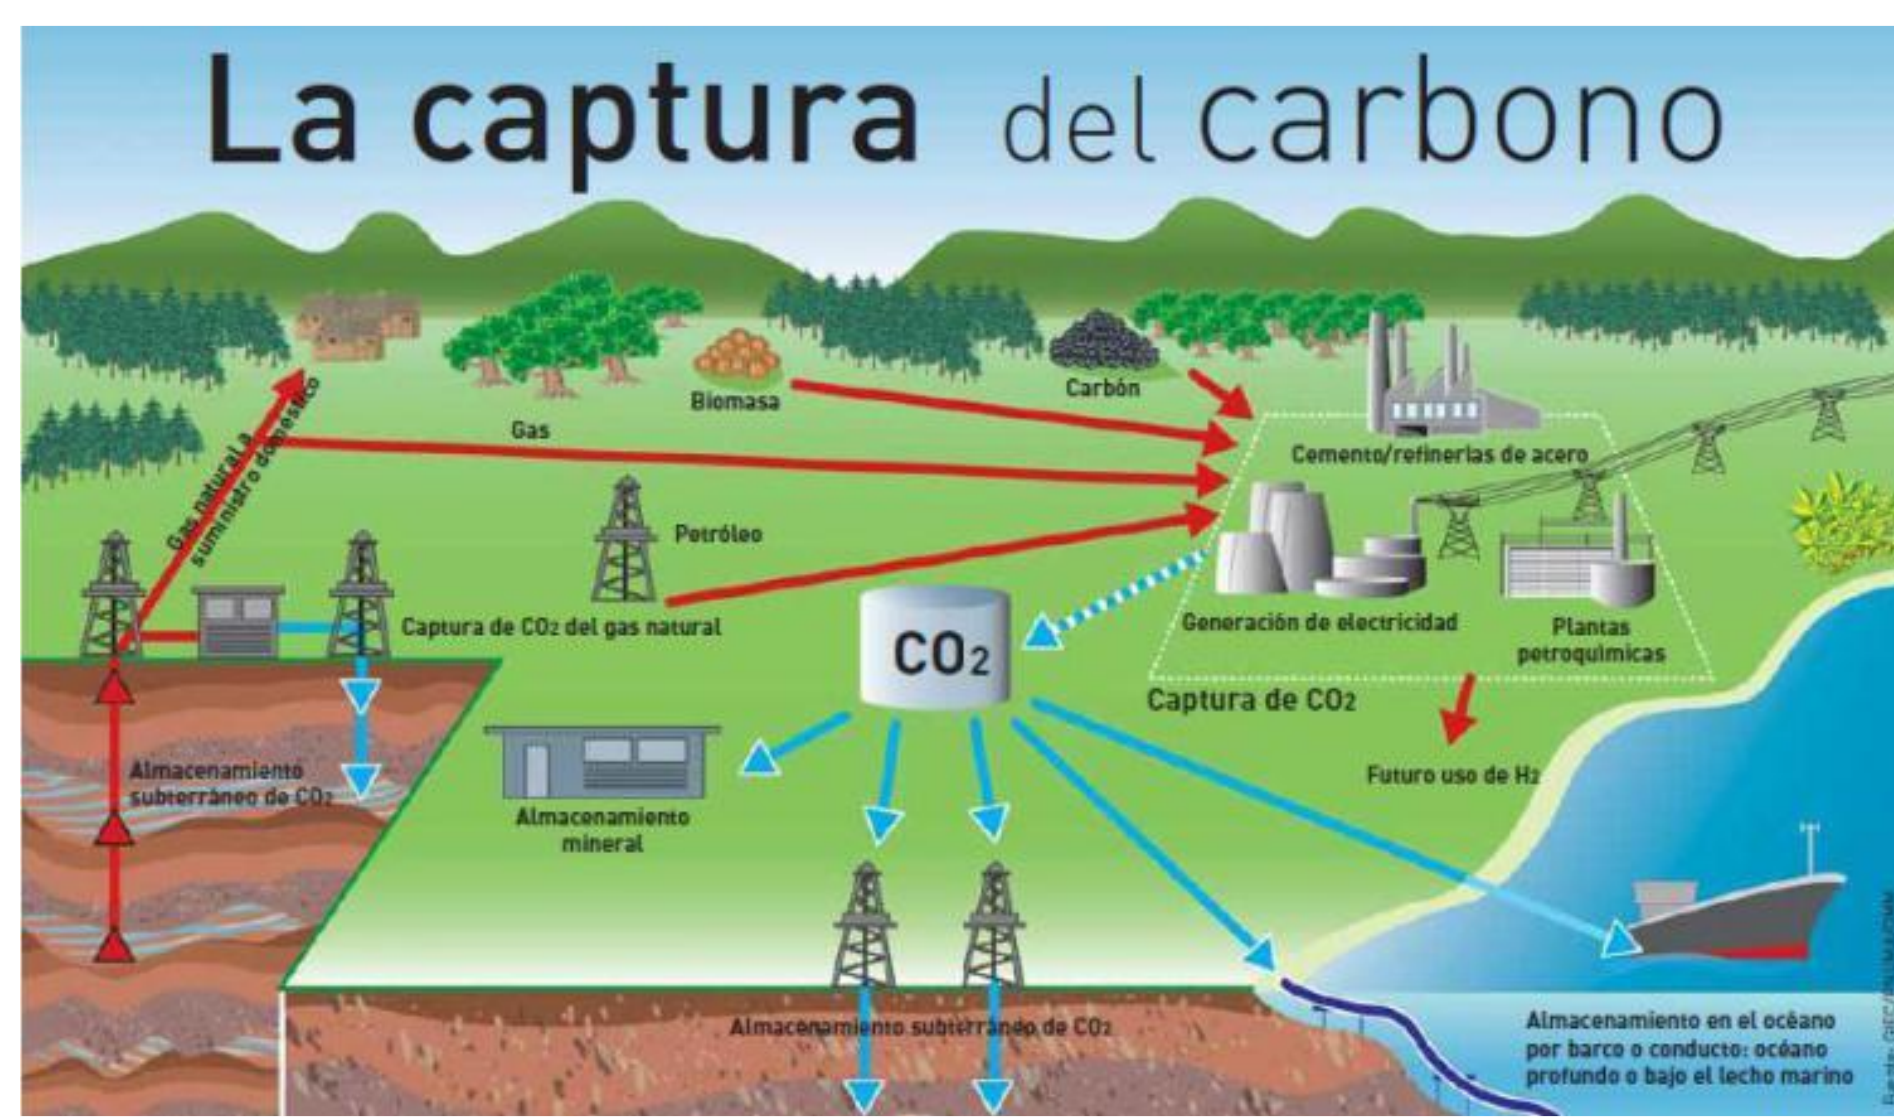 La captura del carbono
Biomasa
Carbón
Gas
Cemento/refinerías de acero
Gas natural a
suministro doméstico
Petróleo
Captura de CO2 del gas natural
CO2
Generación de electricidad
Plantas
petroquímicas
Captura de CO2
Almacenamiento
subterráneo de CO2
Futuro uso de H2
Almacenamiento
mineral
Almacenamiento subterráneo de CO2
Almacenamiento en el océano
por barco o conducto: océano
profundo o bajo el lecho marino